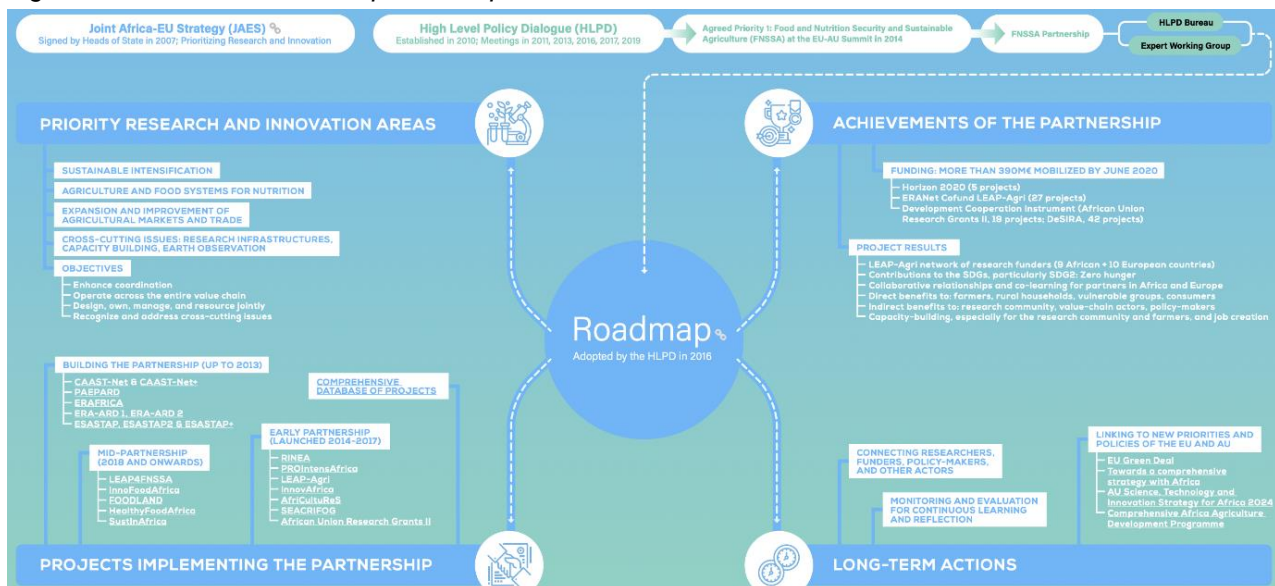 Joint Africa-EU Strategy (JAES)
Signed by Heads of State in 2007; Prioritizing Research and Innovation
High Level Policy Dialogue (HLPD)
Established in 2010; Meetings in 2011, 2013, 2016, 2017, 2019
Agreed Priority 1: Food and Nutrition Security and Sustainable
Agriculture (FNSSA) at the EU-AU Summit in 2014
FNSSA Partnership
HLPD Bureau
Expert Working Group
PRIORITY RESEARCH AND INNOVATION AREAS
SUSTAINABLE INTENSIFICATION
AGRICULTURE AND FOOD SYSTEMS FOR NUTRITION
EXPANSION AND IMPROVEMENT OF
AGRICULTURAL MARKETS AND TRADE
CROSS-CUTTING ISSUES: RESEARCH INFRASTRUCTURES,
CAPACITY BUILDING, EARTH OBSERVATION
OBJECTIVES
Enhance coordination
Operate across the entire value chain
Design, own, manage, and resource jointly
Recognize and address cross-cutting issues
ACHIEVEMENTS OF THE PARTNERSHIP
FUNDING: MORE THAN 390M€ MOBILIZED BY JUNE 2020
Horizon 2020 (5 projects)
ERANet Cofund LEAP-Agri (27 projects)
Development Cooperation Instrument (African Union
Research Grants II, 19 projects; DeSIRA, 42 projects)
PROJECT RESULTS
LEAP-Agri network of research funders (9 African + 10 European countries)
Contributions to the SDGs, particularly SDG2: Zero hunger
Collaborative relationships and co-learning for partners in Africa and Europe
Direct benefits to: farmers, rural households, vulnerable groups, consumers
Indirect benefits to: research community, value-chain actors, policy-makers
Capacity-building, especially for the research community and farmers, and job creation
Roadmap
Adopted by the HLPD in 2016
BUILDING THE PARTNERSHIP (UP TO 2013)
CAAST-Net & CAAST-Net+
PAEPARD
ERAFRICA
ERA-ARD 1, ERA-ARD 2
ESASTAP, ESASTAP2 & ESASTAP+
COMPREHENSIVE
DATABASE OF PROJECTS
MID-PARTNERSHIP
(2018 AND ONWARDS)
LEAP4FNSSA
InnoFoodAfrica
FOODLAND
HealthyFoodAfrica
SustInAfrica
EARLY PARTNERSHIP
(LAUNCHED 2014-2017)
RINEA
PROIntensAfrica
LEAP-Agri
InnovAfrica
AfriCultuReS
SEACRIFOG
African Union Research Grants II
PROJECTS IMPLEMENTING THE PARTNERSHIP
CONNECTING RESEARCHERS,
FUNDERS, POLICY-MAKERS,
AND OTHER ACTORS
MONITORING AND EVALUATION
FOR CONTINUOUS LEARNING
AND REFLECTION
LINKING TO NEW PRIORITIES AND
POLICIES OF THE EU AND AU
EU Green Deal
Towards a comprehensive
strategy with Africa
AU Science, Technology and
Innovation Strategy for Africa 2024
Comprehensive Africa Agriculture
Development Programme
LONG-TERM ACTIONS